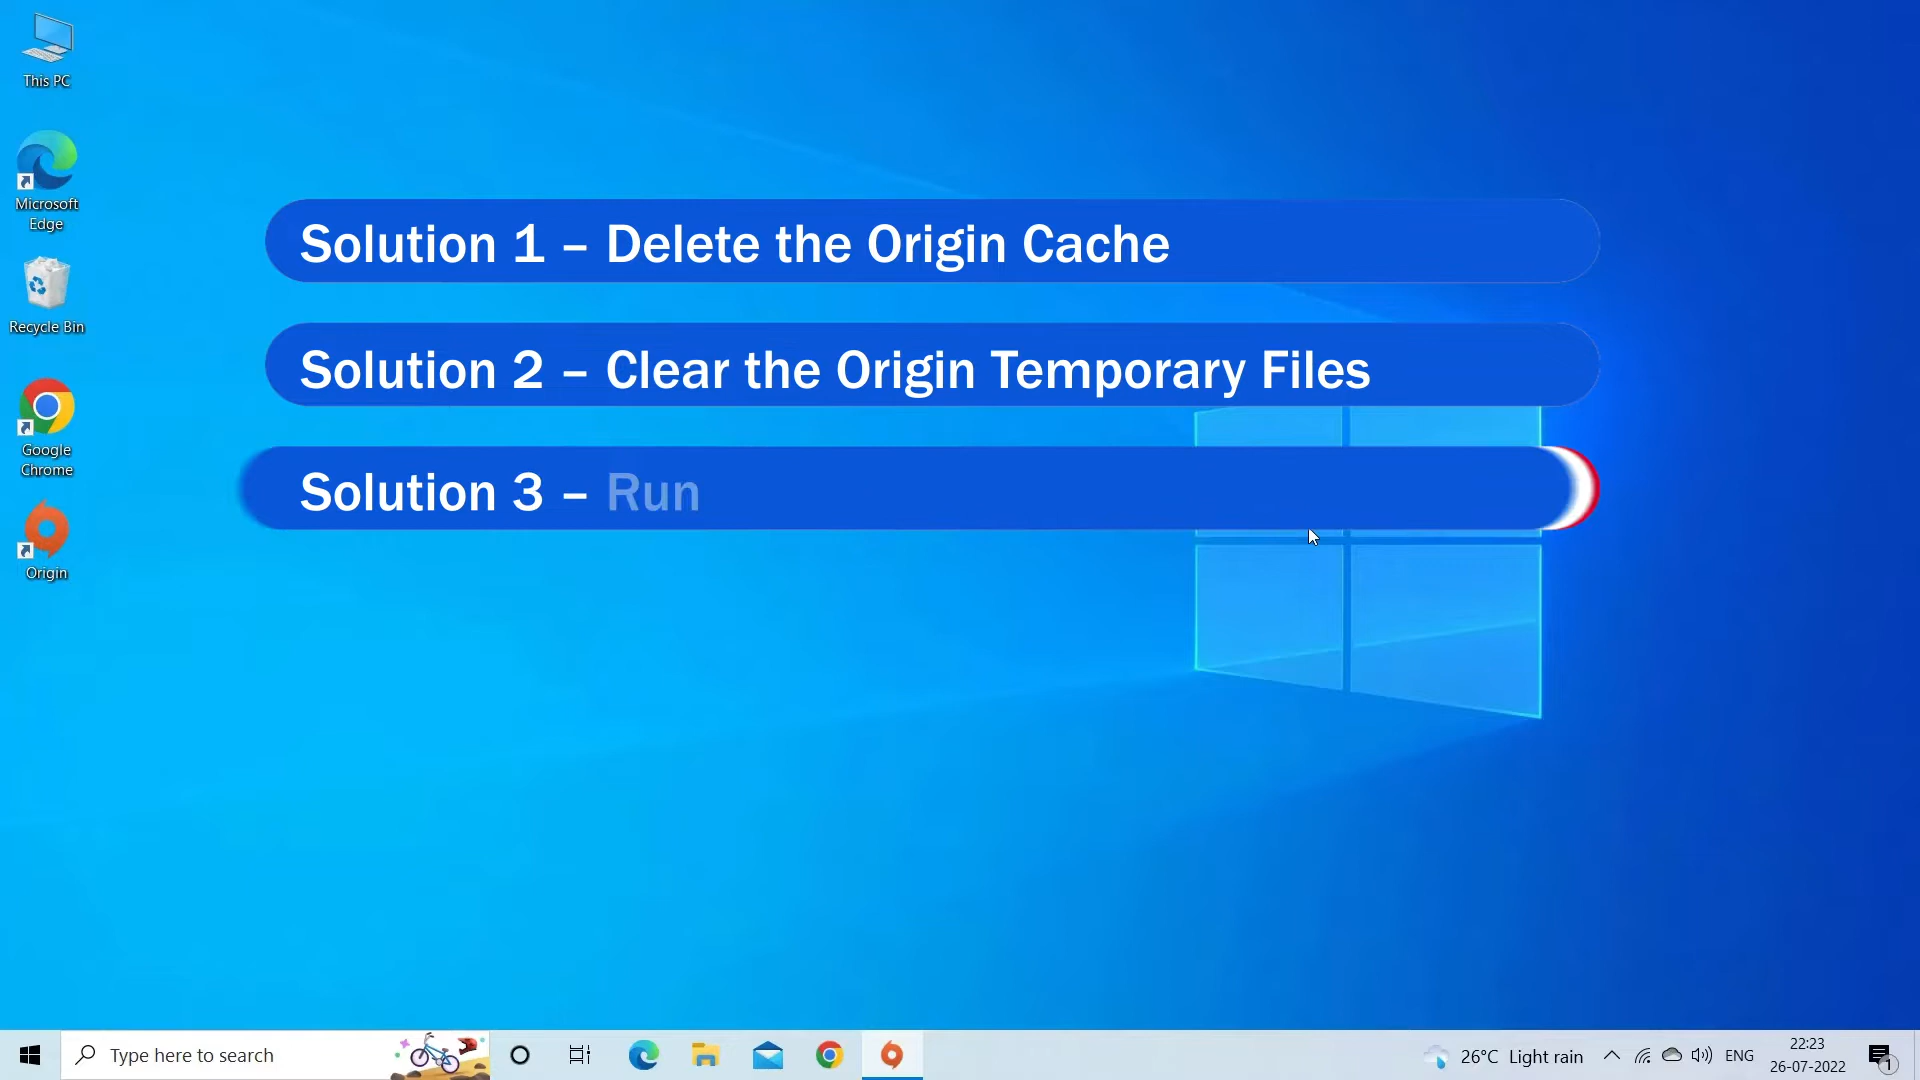 This PC
Microsoft
Edge
Recycle Bin
Google
Chrome
Origin
Solution 1 – Delete the Origin Cache
Solution 2 – Clear the Origin Temporary Files
Solution 3 – Run
Type here to search
26°C Light rain
ENG
22:23
26-07-2022
1